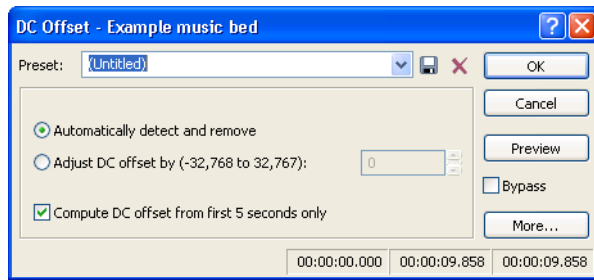 DC Offset - Example music bed
Preset: (Untitled)
OK
Cancel
Automatically detect and remove
Adjust DC offset by (-32,768 to 32,767): 0
Preview
Bypass
Compute DC offset from first 5 seconds only
More...
00:00:00.000 00:00:09.858 00:00:09.858